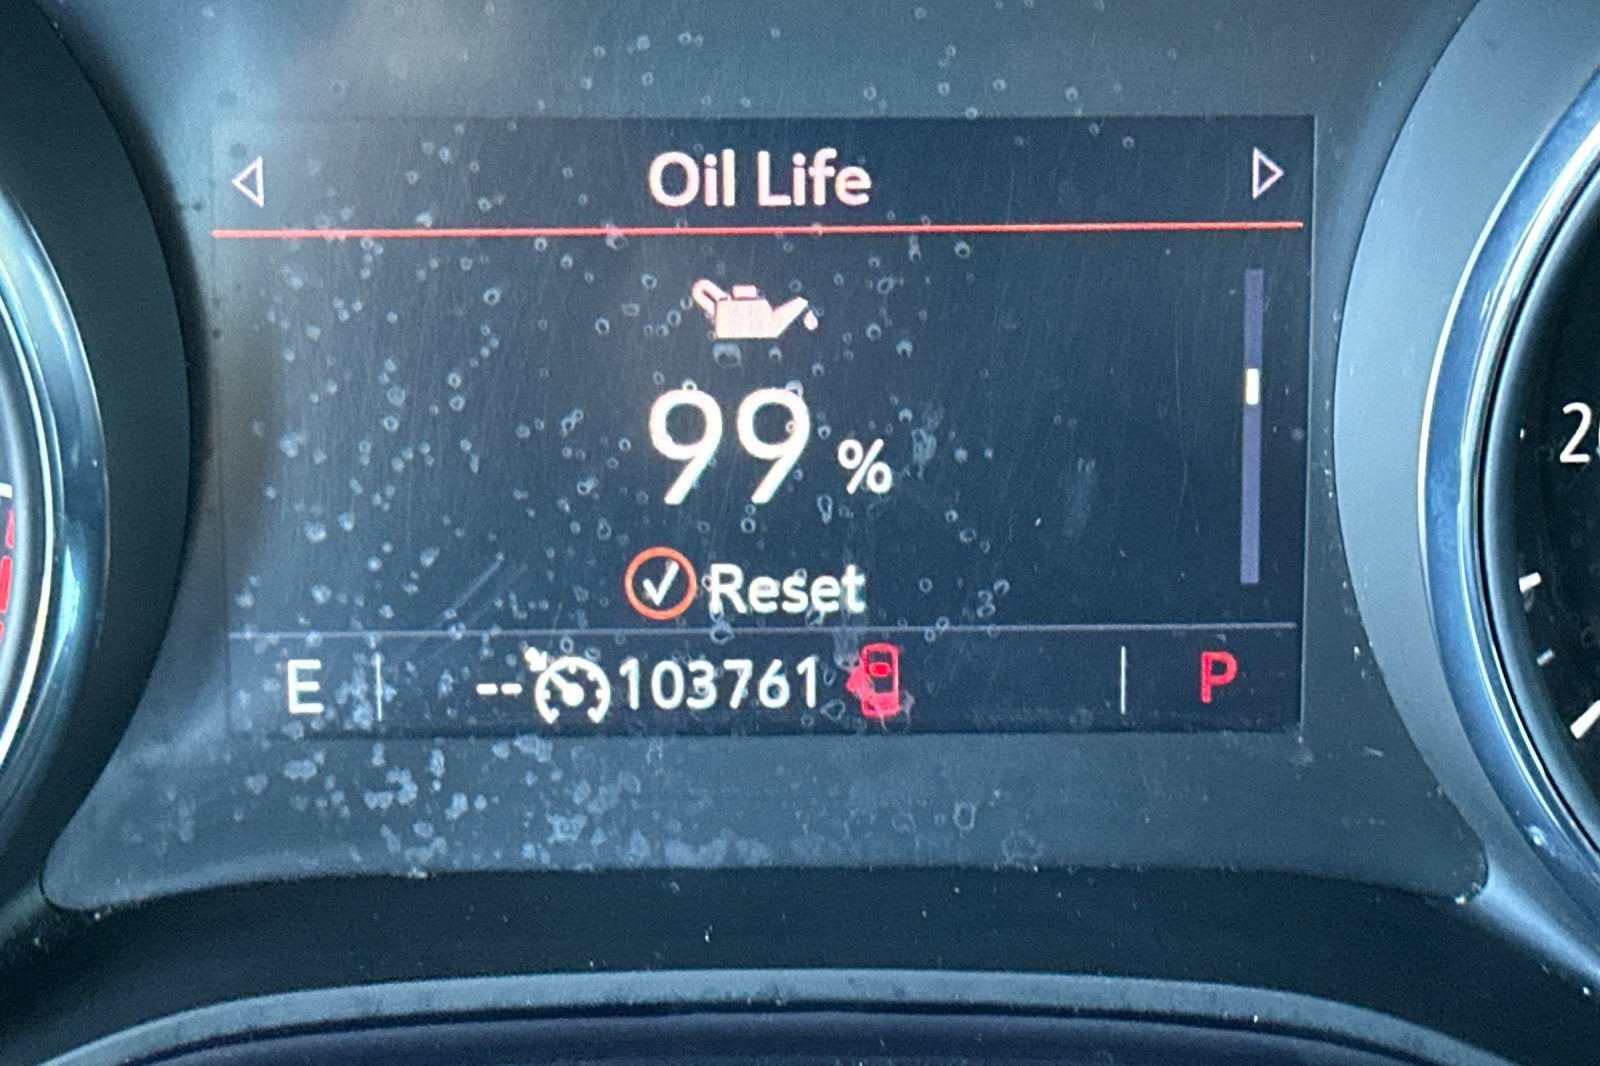 Oil Life
99 %
Reset
E -- 103761 P